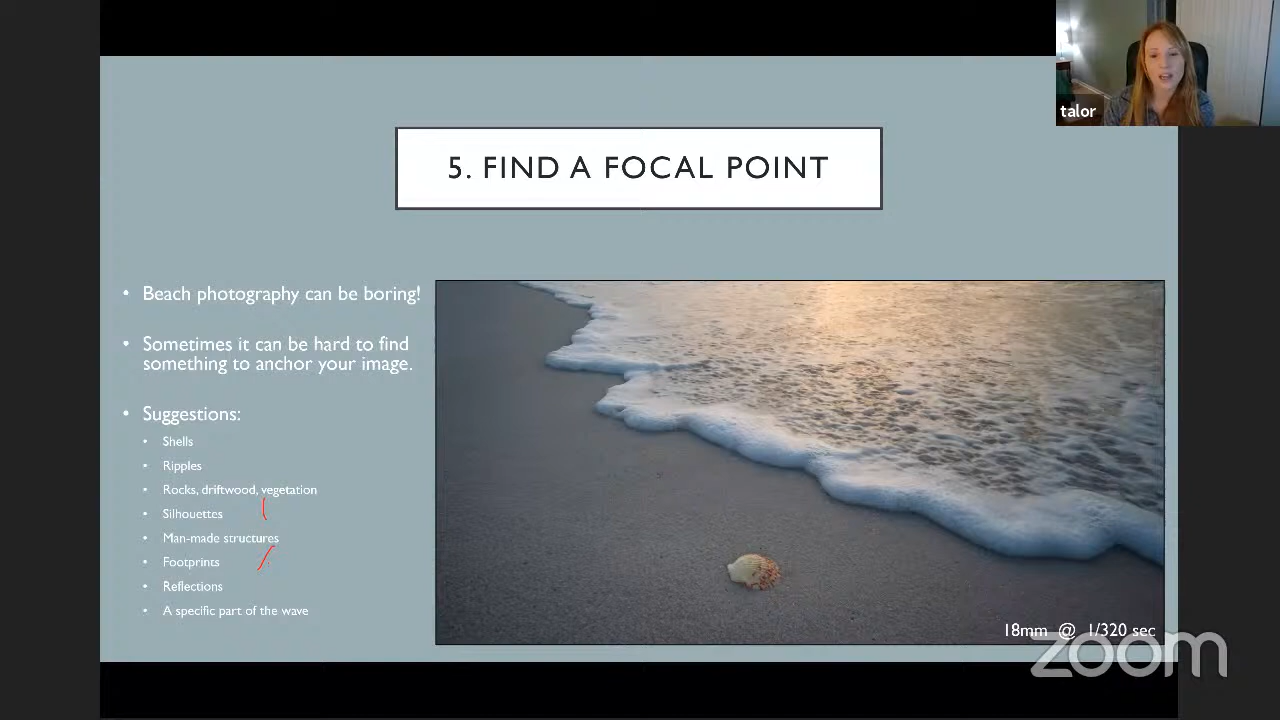 talor
5. FIND A FOCAL POINT
• Beach photography can be boring!
• Sometimes it can be hard to find
something to anchor your image.
• Suggestions:
• Shells
• Ripples
• Rocks, driftwood, vegetation
• Silhouettes
• Man-made structures
• Footprints
• Reflections
• A specific part of the wave
18mm @ 1/320 sec
zoom